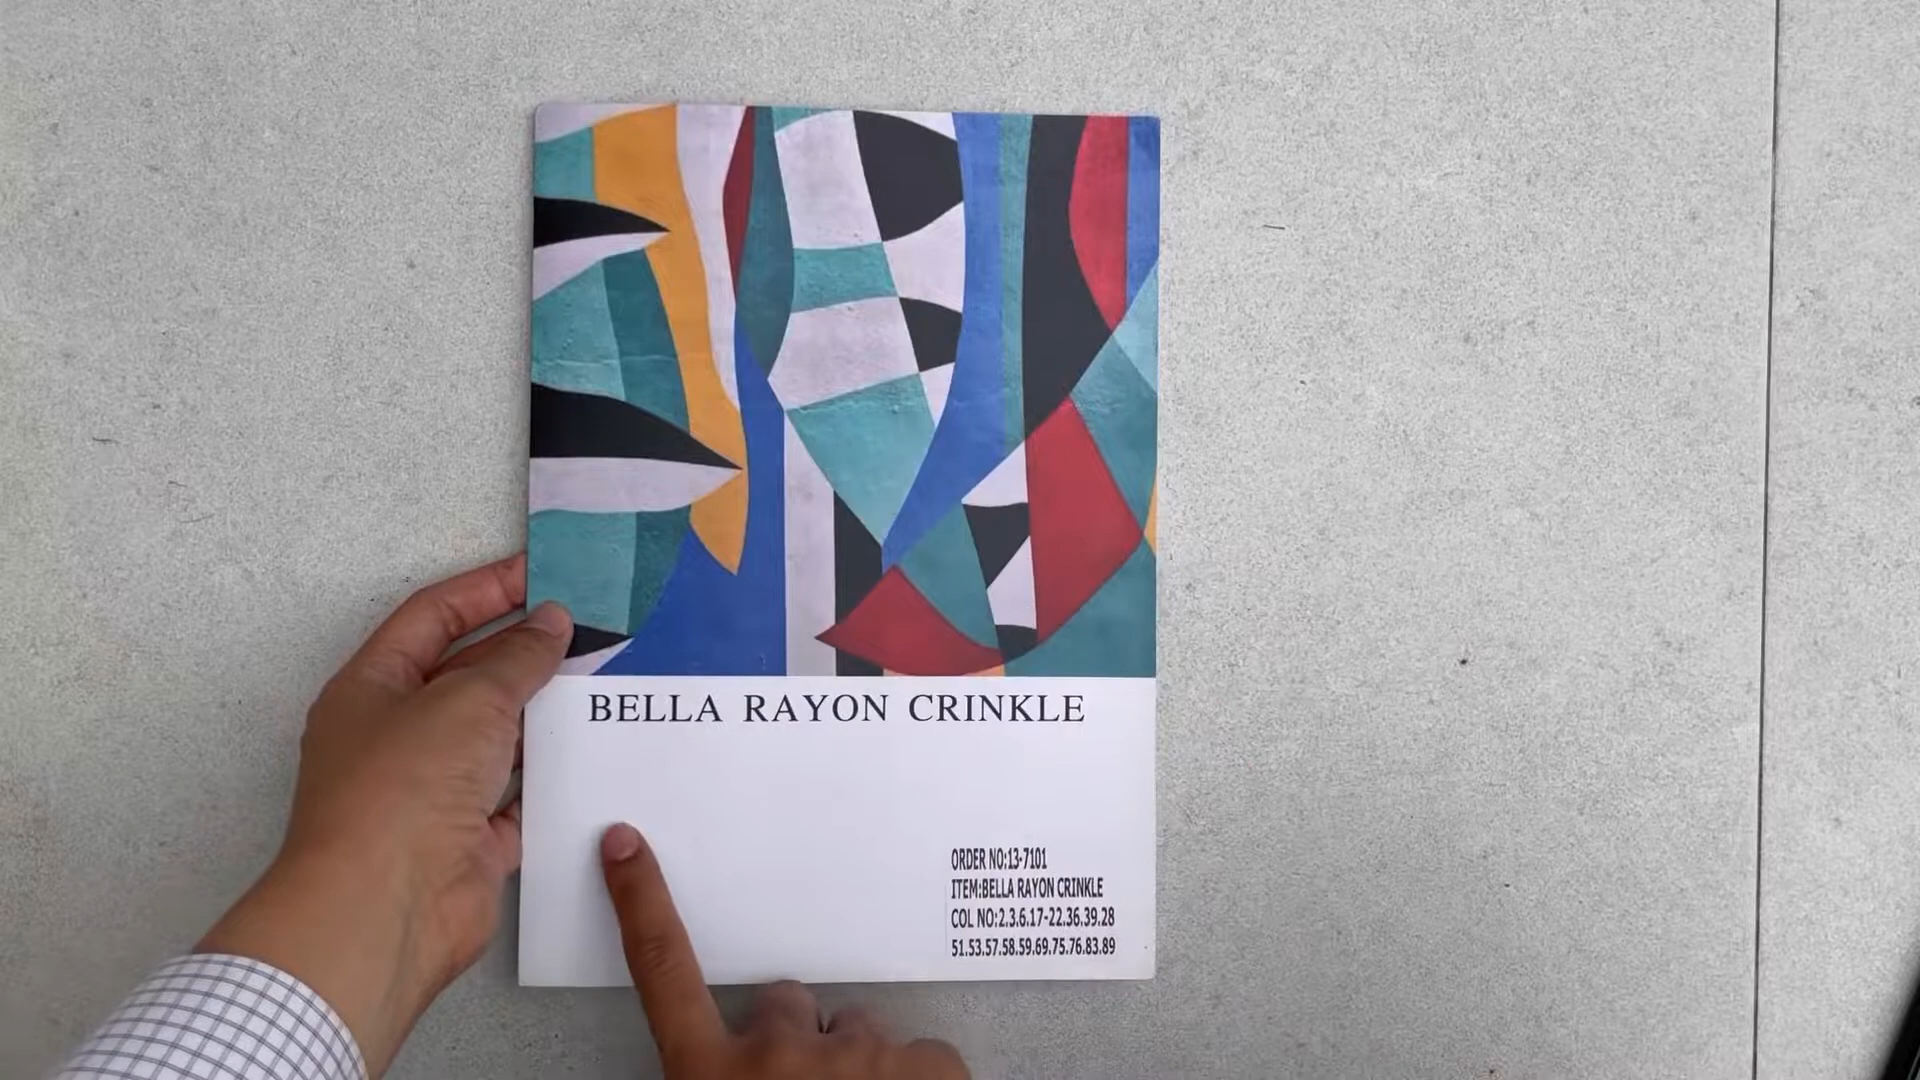 BELLA RAYON CRINKLE
ORDER NO:13-7101
ITEM:BELLA RAYON CRINKLE
COL NO:2.3.6.17-22.36.39.28
51.53.57.58.59.69.75.76.83.89